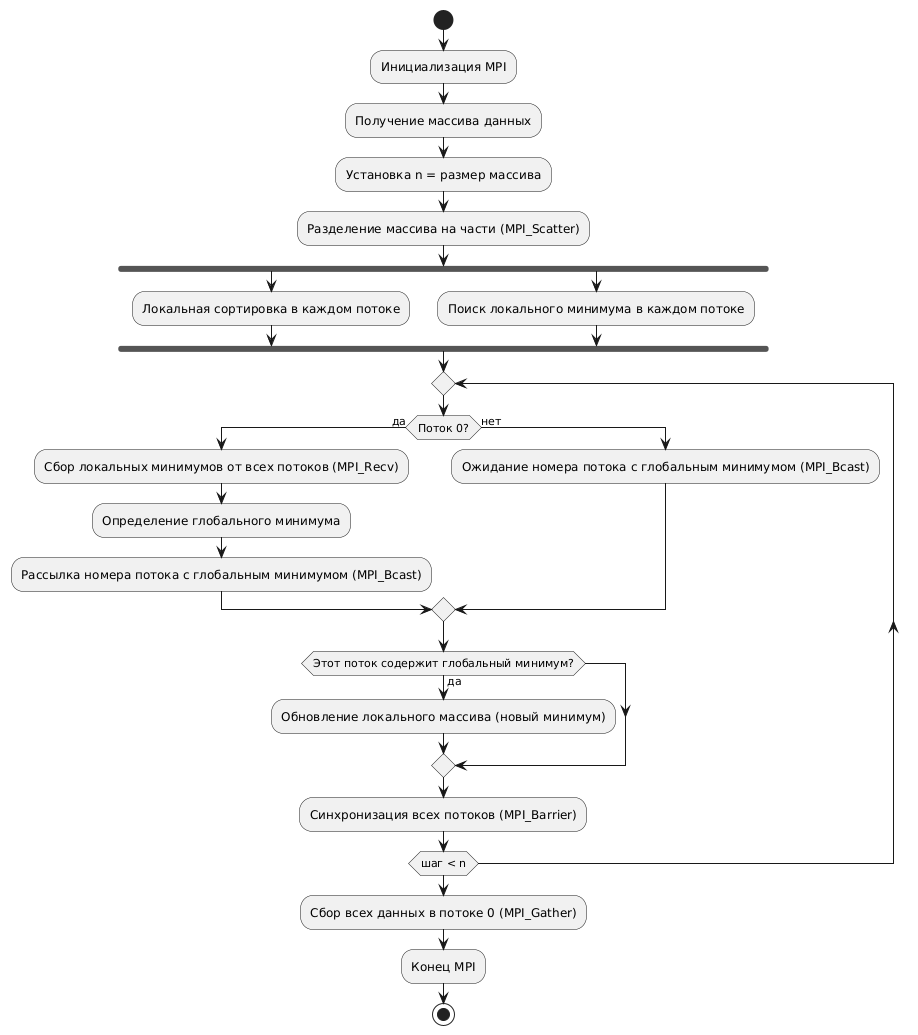 Инициализация MPI
Получение массива данных
Установка n = размер массива
Разделение массива на части (MPI_Scatter)
Локальная сортировка в каждом потоке
Поиск локального минимума в каждом потоке
да
Поток 0?
нет
Сбор локальных минимумов от всех потоков (MPI_Recv)
Ожидание номера потока с глобальным минимумом (MPI_Bcast)
Определение глобального минимума
Рассылка номера потока с глобальным минимумом (MPI_Bcast)
Этот поток содержит глобальный минимум?
да
Обновление локального массива (новый минимум)
Синхронизация всех потоков (MPI_Barrier)
шаг < n
Сбор всех данных в потоке 0 (MPI_Gather)
Конец MPI